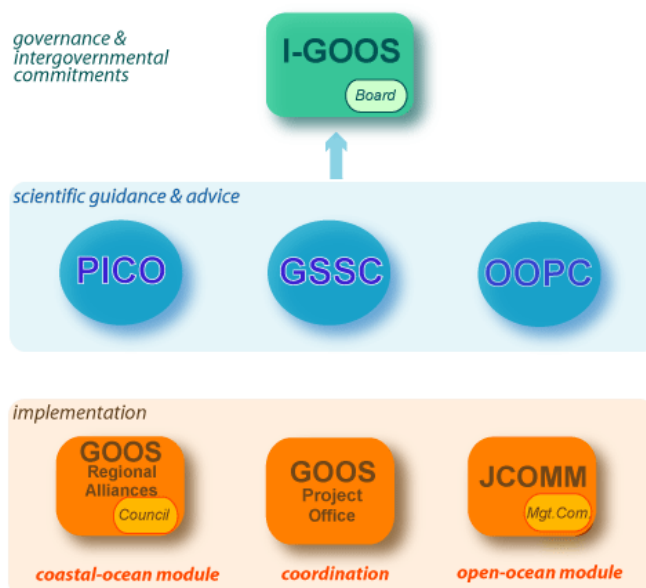 governance &
intergovernmental
commitments
I-GOOS
Board
scientific guidance & advice
PICO
GSSC
OOPC
implementation
GOOS
Regional
Alliances
Council
GOOS
Project
Office
JCOMM
Mgt.Com
coastal-ocean module
coordination
open-ocean module